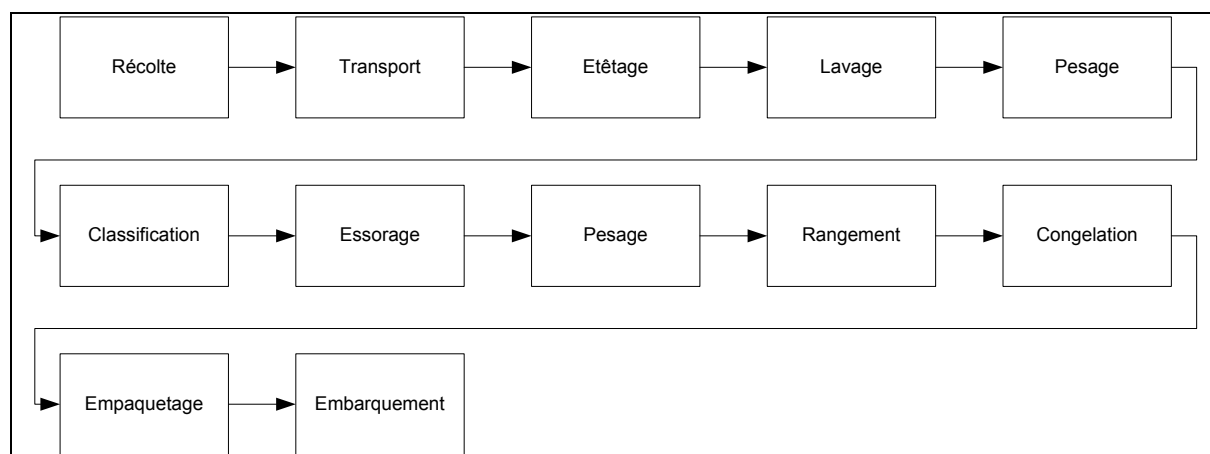 Récolte
Transport
Etêtage
Lavage
Pesage
Classification
Essorage
Pesage
Rangement
Congelation
Empaquetage
Embarquement